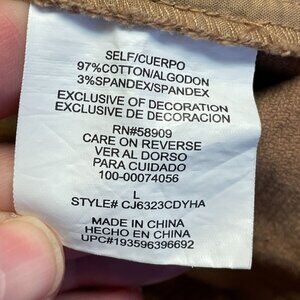 SELF/CUERPO
97%COTTON/ALGODON
3%SPANDEX/SPANDEX
EXCLUSIVE OF DECORATION
EXCLUSIVE DE DECORACION
RN#58909
CARE ON REVERSE
VER AL DORSO
PARA CUIDADO
100-00074056
L
STYLE# CJ6323CDYHA
MADE IN CHINA
HECHO EN CHINA
UPC#193596396692